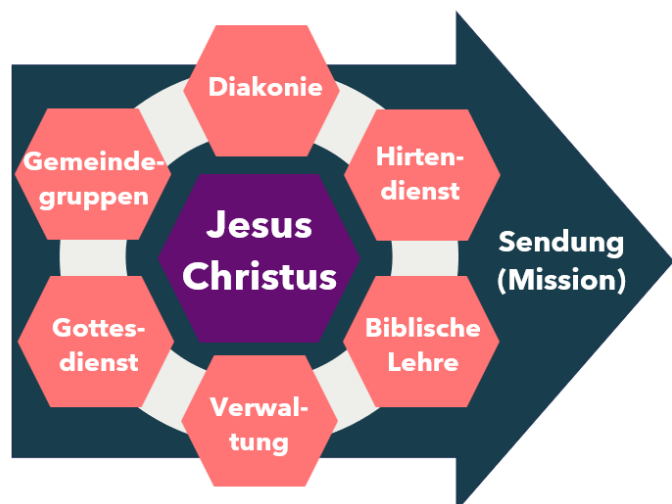 Diakonie
Gemeinde-
gruppen
Hirten-
dienst
Jesus
Christus
Sendung
(Mission)
Gottes-
dienst
Biblische
Lehre
Verwal-
tung